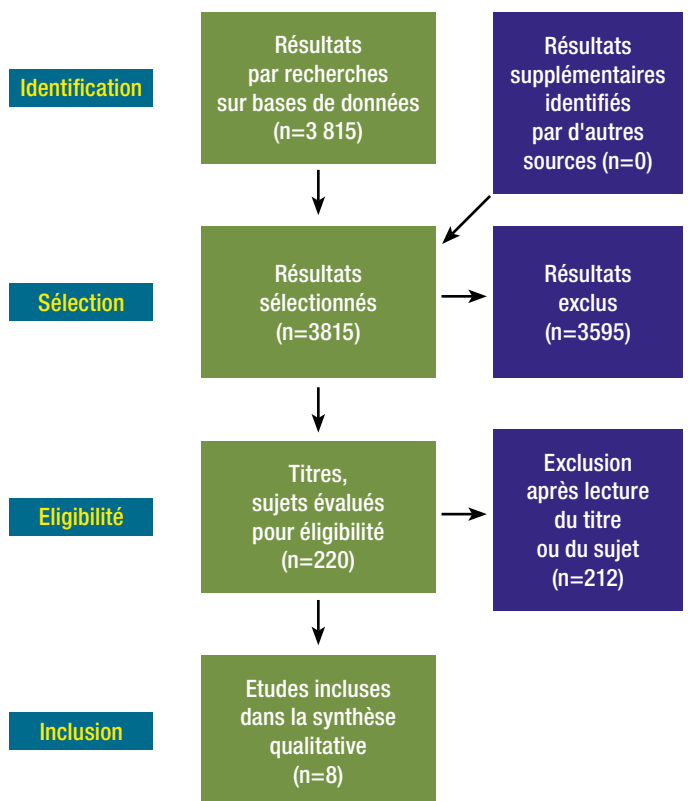 Identification
Résultats
par recherches
sur bases de données
(n=3 815)
Résultats
supplémentaires
identifiés
par d'autres
sources (n=0)
Sélection
Résultats
sélectionnés
(n=3815)
Résultats
exclus
(n=3595)
Eligibilité
Titres,
sujets évalués
pour éligibilité
(n=220)
Exclusion
après lecture
du titre
ou du sujet
(n=212)
Inclusion
Etudes incluses
dans la synthèse
qualitative
(n=8)